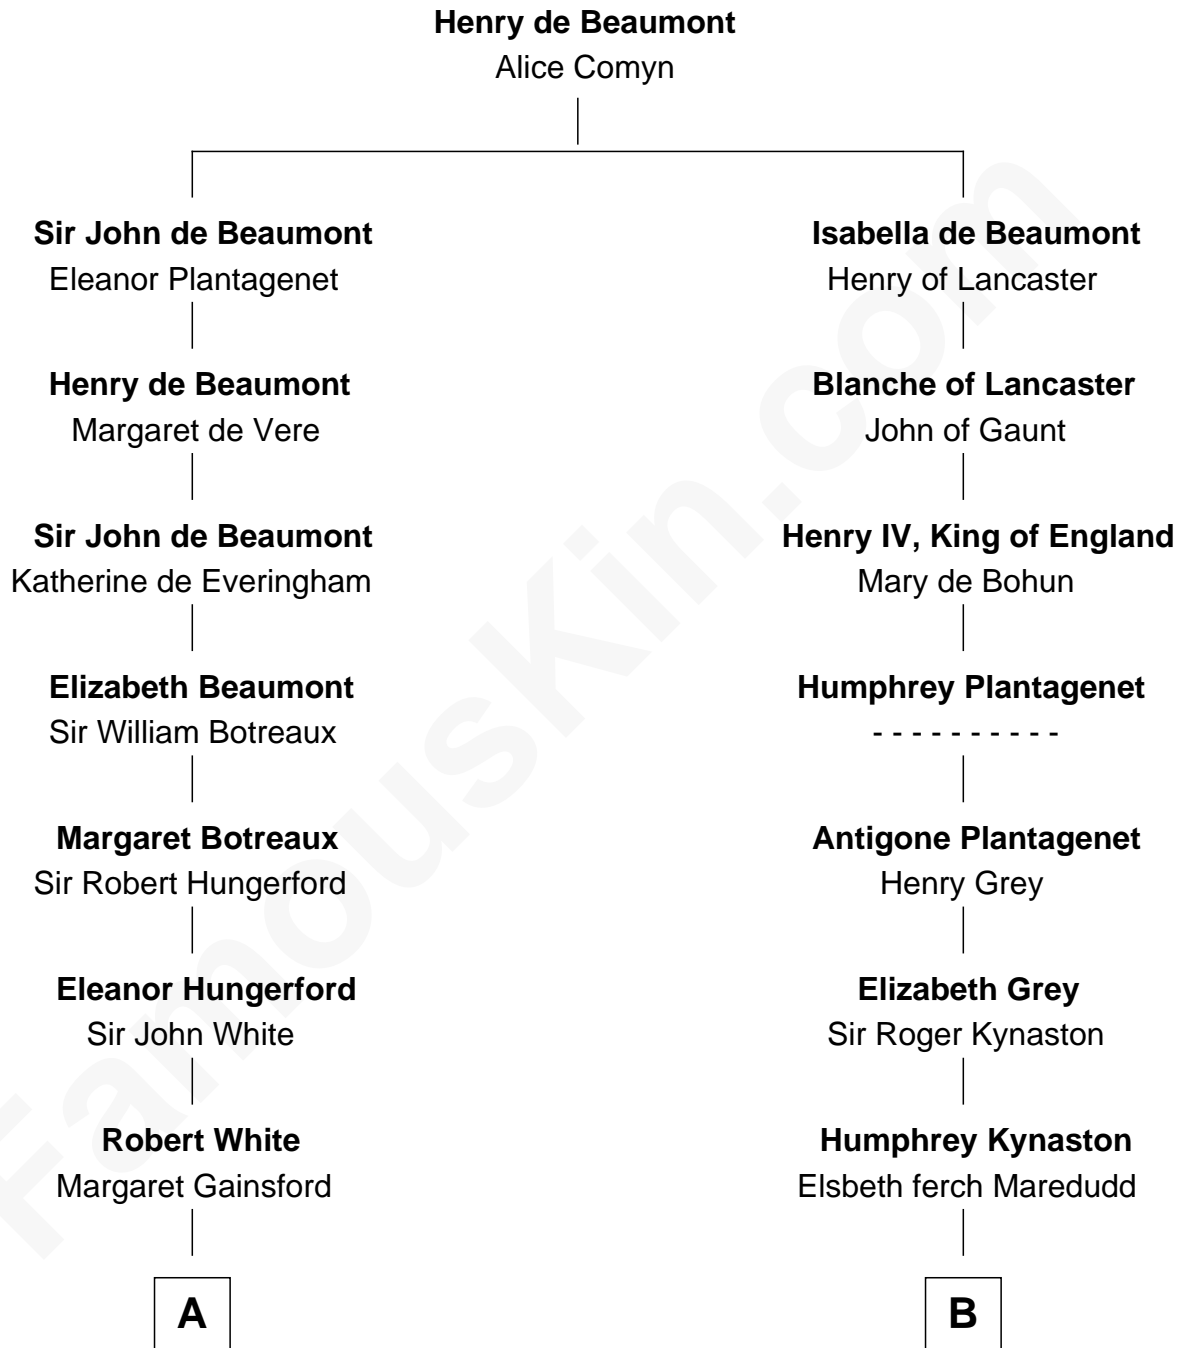 Henry de Beaumont
Alice Comyn
Sir John de Beaumont
Eleanor Plantagenet
Isabella de Beaumont
Henry of Lancaster
Henry de Beaumont
Margaret de Vere
Blanche of Lancaster
John of Gaunt
Sir John de Beaumont
Katherine de Everingham
Henry IV, King of England
Mary de Bohun
Elizabeth Beaumont
Sir William Botreaux
Humphrey Plantagenet
- - - - - - - - - -
Margaret Botreaux
Sir Robert Hungerford
Antigone Plantagenet
Henry Grey
Eleanor Hungerford
Sir John White
Elizabeth Grey
Sir Roger Kynaston
Robert White
Margaret Gainsford
Humphrey Kynaston
Elsbeth ferch Maredudd
A
B
FamousKin.com